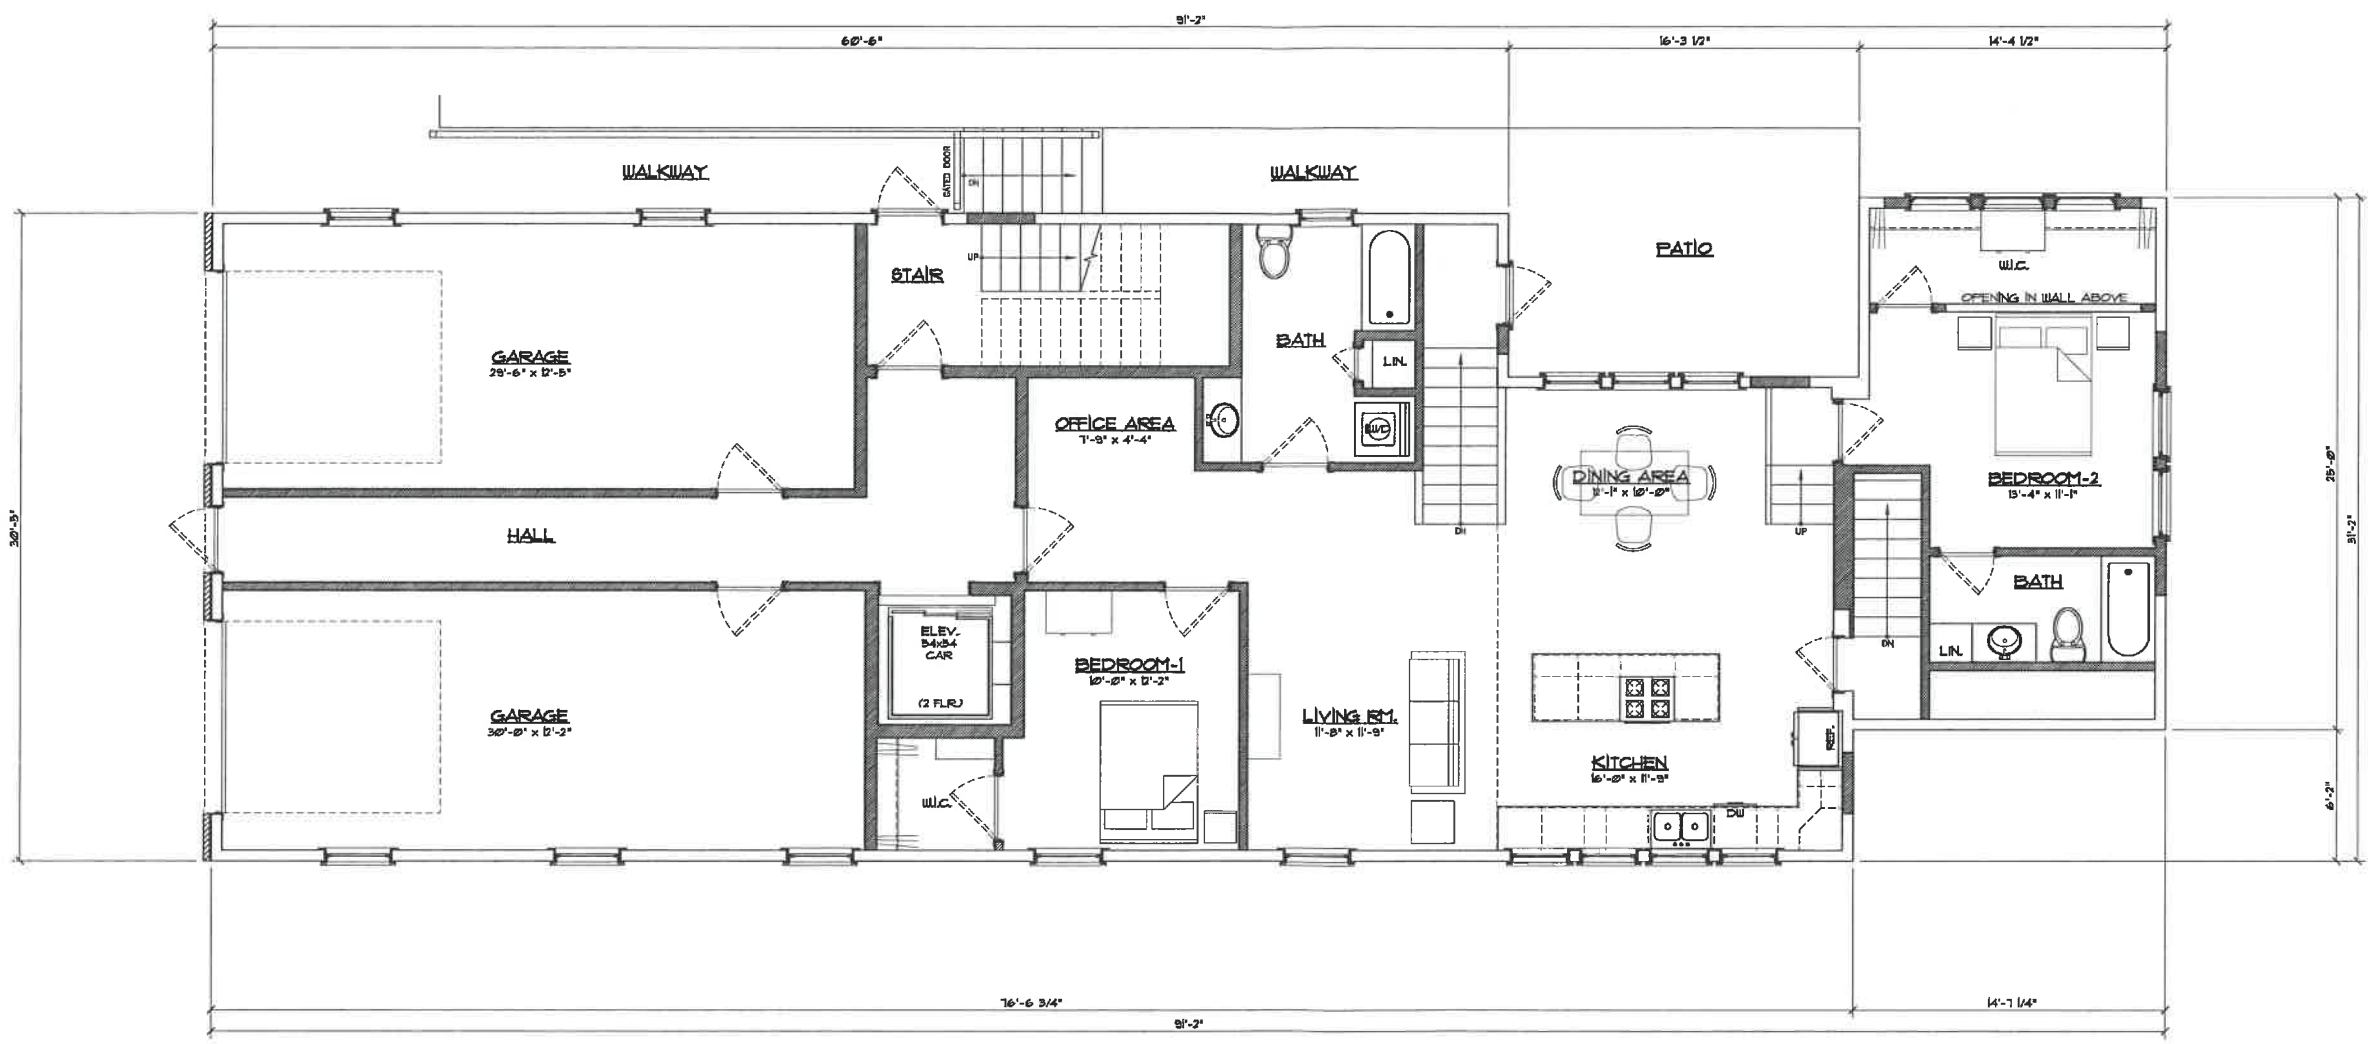 91'-2"
60'-6"
16'-3 1/2"
14'-4 1/2"
WALKWAY
GATED DOOR
DN
WALKWAY
PATIO
W.I.C.
OPENING IN WALL ABOVE
STAIR
UP
BATH
LIN.
GARAGE
29'-6" x 12'-5"
OFFICE AREA
7'-9" x 4'-4"
W/D
DINING AREA
12'-1" x 10'-0"
BEDROOM-2
13'-4" x 11'-1"
25'-0"
30'-5"
31'-2"
HALL
DN
UP
BATH
LIN.
DN
ELEV.
54x54
CAR
(2 FLR.)
BEDROOM-1
10'-0" x 12'-2"
GARAGE
30'-0" x 12'-2"
LIVING RM.
11'-8" x 11'-9"
KITCHEN
16'-0" x 11'-9"
REF.
W.I.C.
DW
6'-2"
76'-6 3/4"
14'-7 1/4"
91'-2"